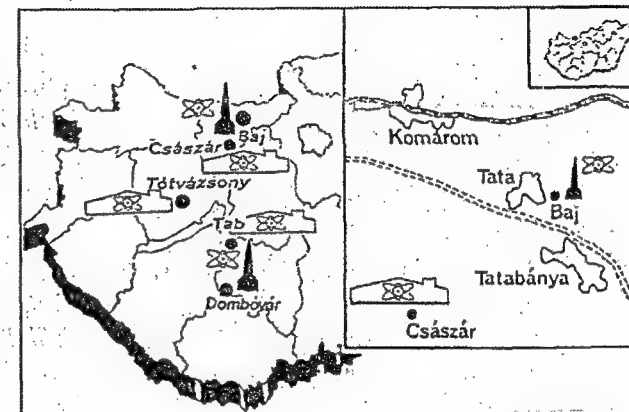 Baj
Császár
Tótvázsony
Tab
Dombóvár
Komárom
Tata
Baj
Tatabánya
Császár